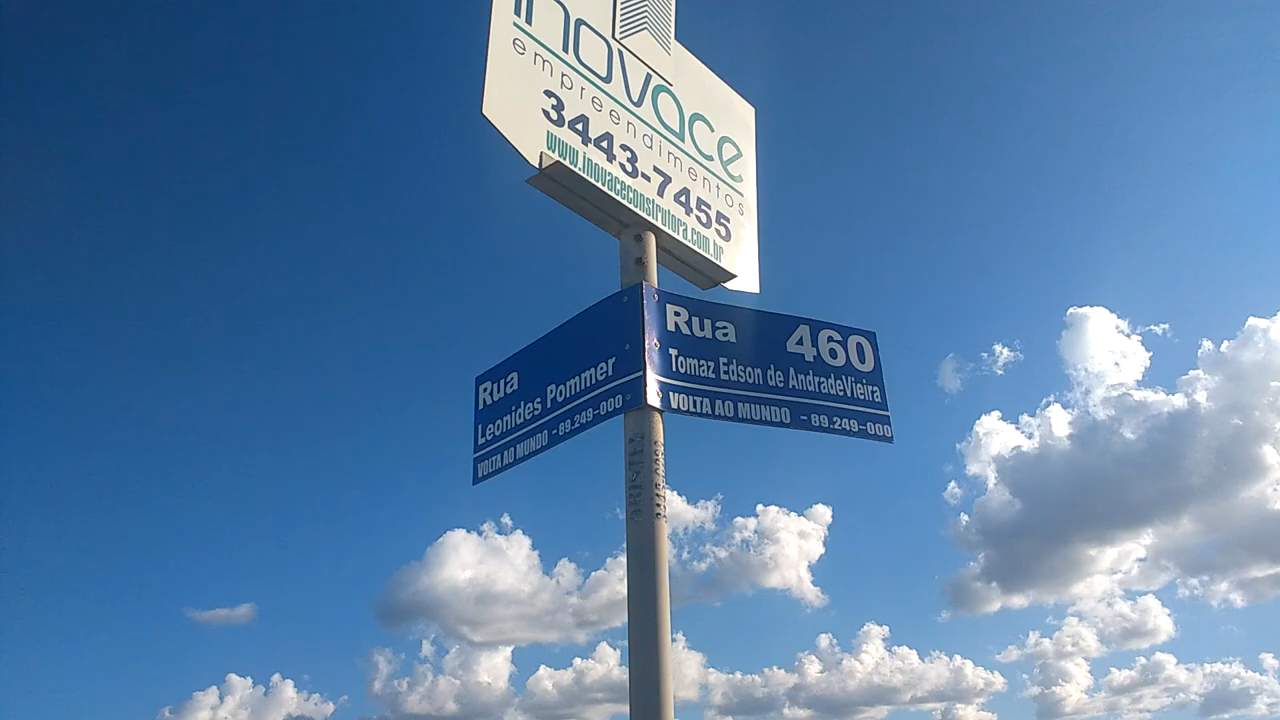 inovace
empreendimentos
3443-7455
www.inovaceconstrutora.com.br
Rua
Leonides Pommer
VOLTA AO MUNDO - 89.249-000
Rua 460
Tomaz Edson de AndradeVieira
VOLTA AO MUNDO - 89.249-000